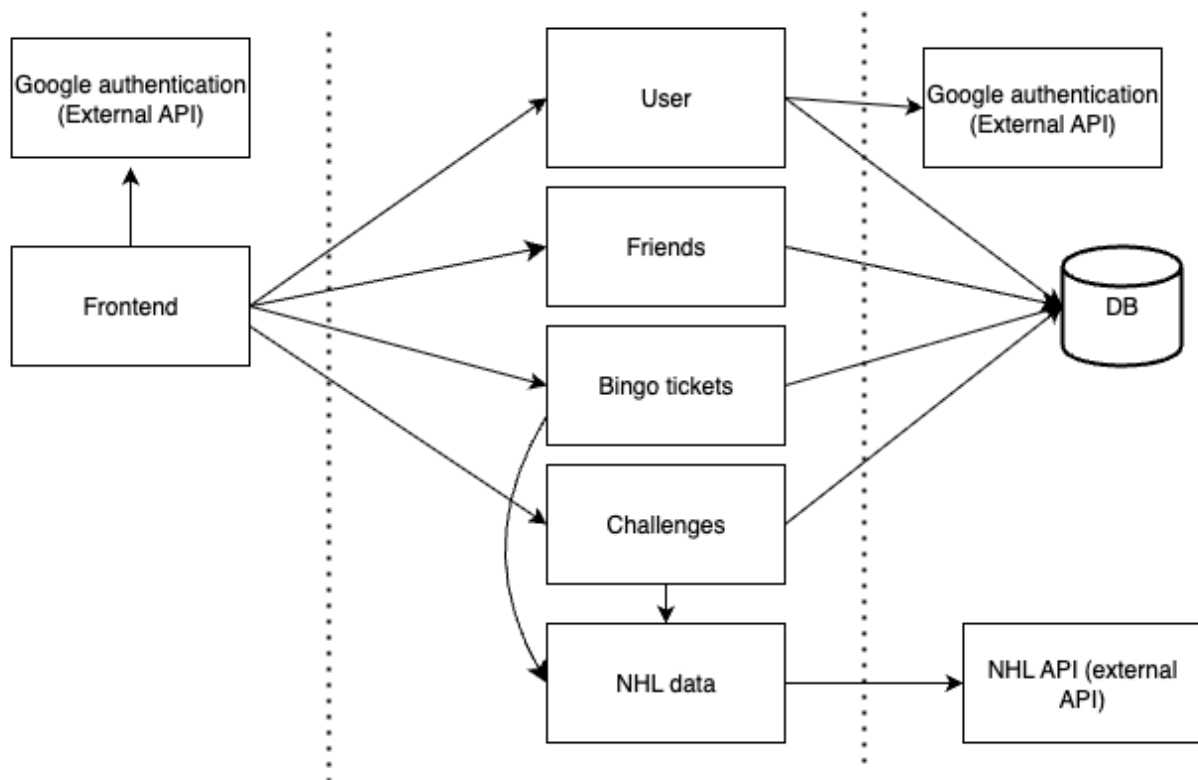 Google authentication
(External API)
User
Google authentication
(External API)
Frontend
Friends
DB
Bingo tickets
Challenges
NHL data
NHL API (external
API)